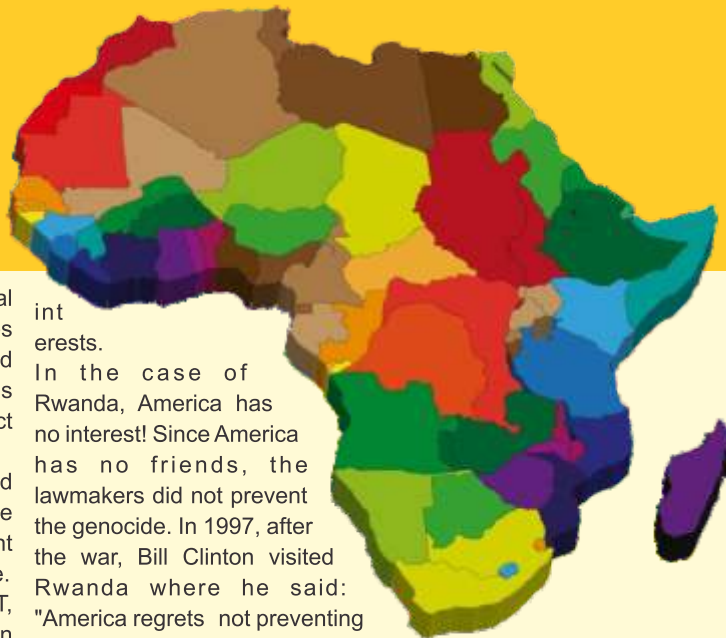 int
erests.
In the case of
Rwanda, America has
no interest! Since America
has no friends, the
lawmakers did not prevent
the genocide. In 1997, after
the war, Bill Clinton visited
Rwanda where he said:
"America regrets not preventing